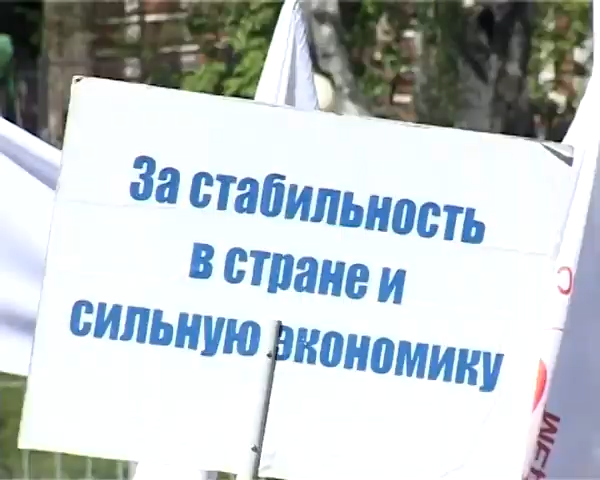 За стабильность
в стране и
сильную экономику